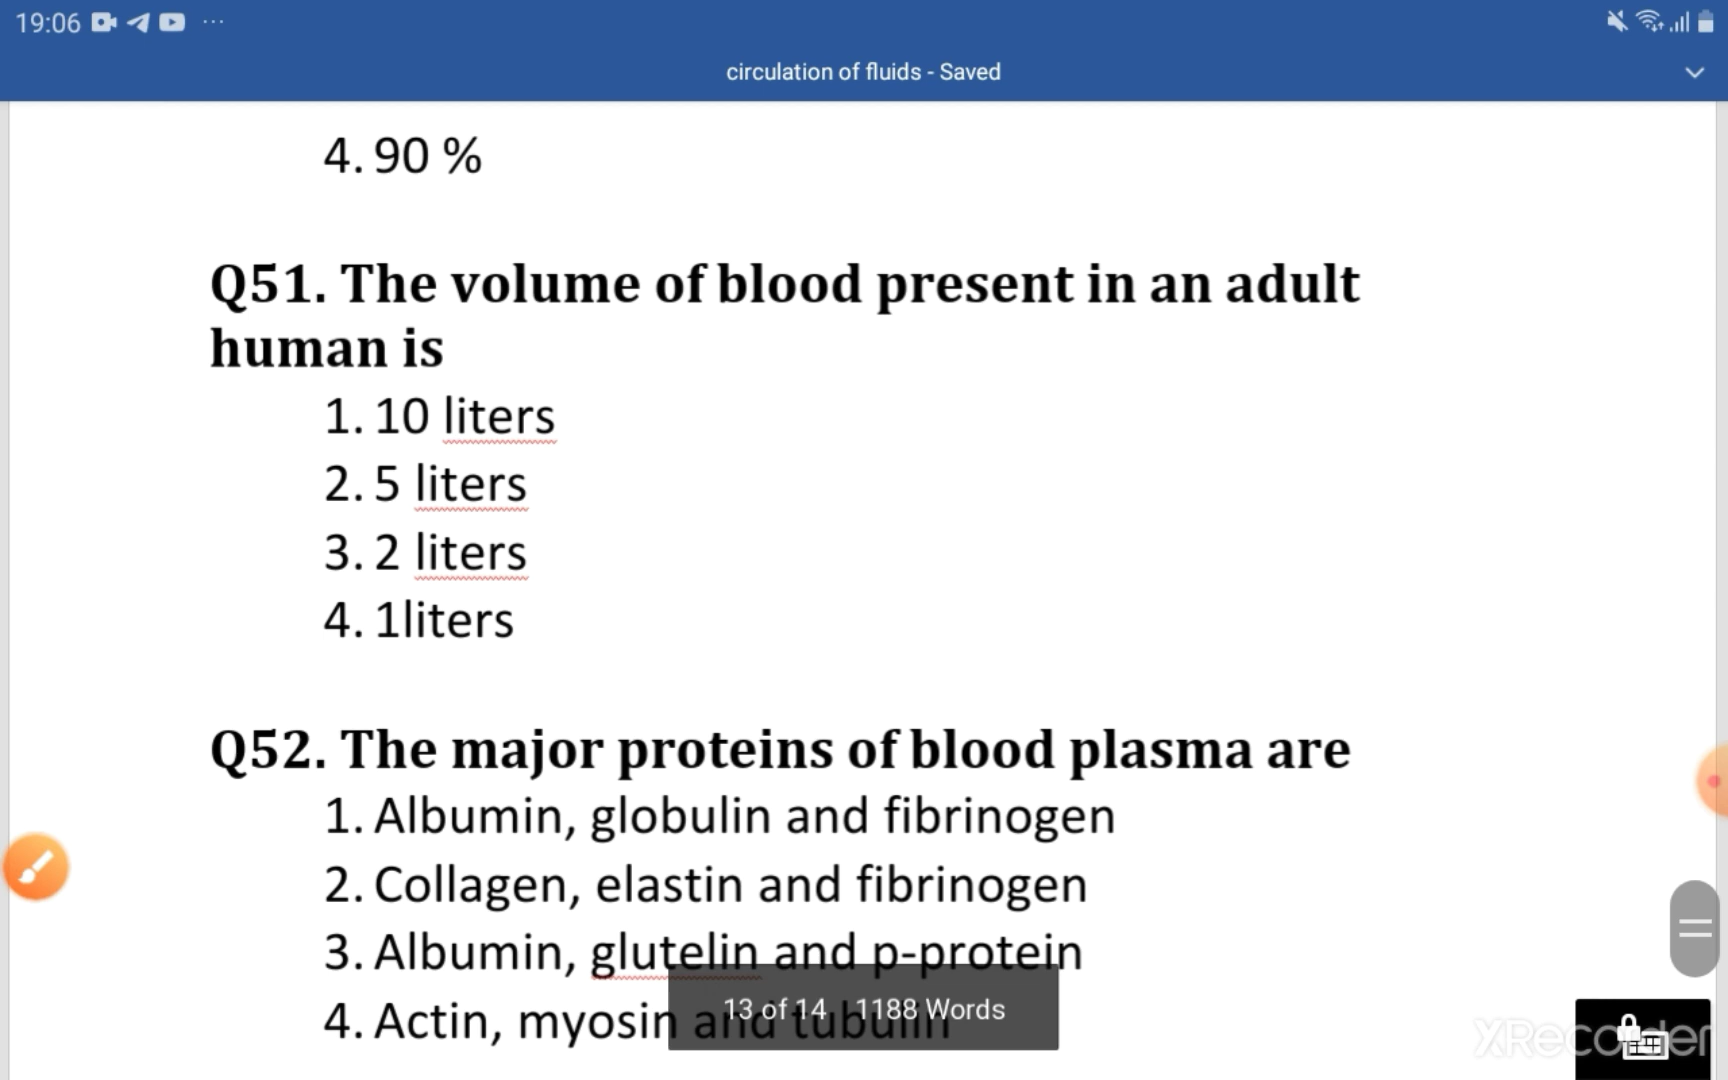 19:06 ...
circulation of fluids - Saved
4. 90 %
Q51. The volume of blood present in an adult
human is
1. 10 liters
2. 5 liters
3. 2 liters
4. 1liters
Q52. The major proteins of blood plasma are
1. Albumin, globulin and fibrinogen
2. Collagen, elastin and fibrinogen
3. Albumin, glutelin and p-protein
4. Actin, myosin and tubulin
13 of 14 1188 Words
XRecorder